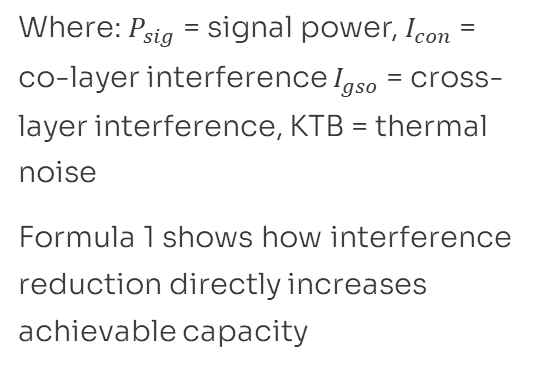 Where: P_sig = signal power, I_con =
co-layer interference I_gso = cross-
layer interference, KTB = thermal
noise
Formula 1 shows how interference
reduction directly increases
achievable capacity